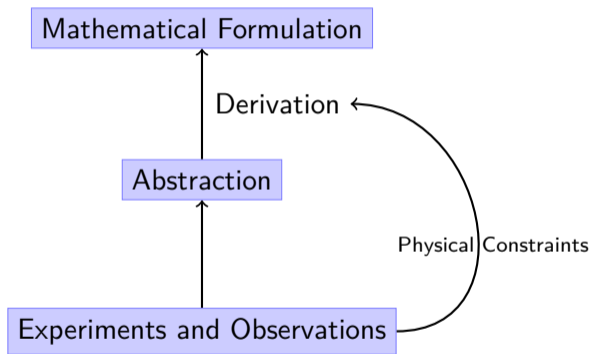 Mathematical Formulation
Derivation
Abstraction
Physical Constraints
Experiments and Observations